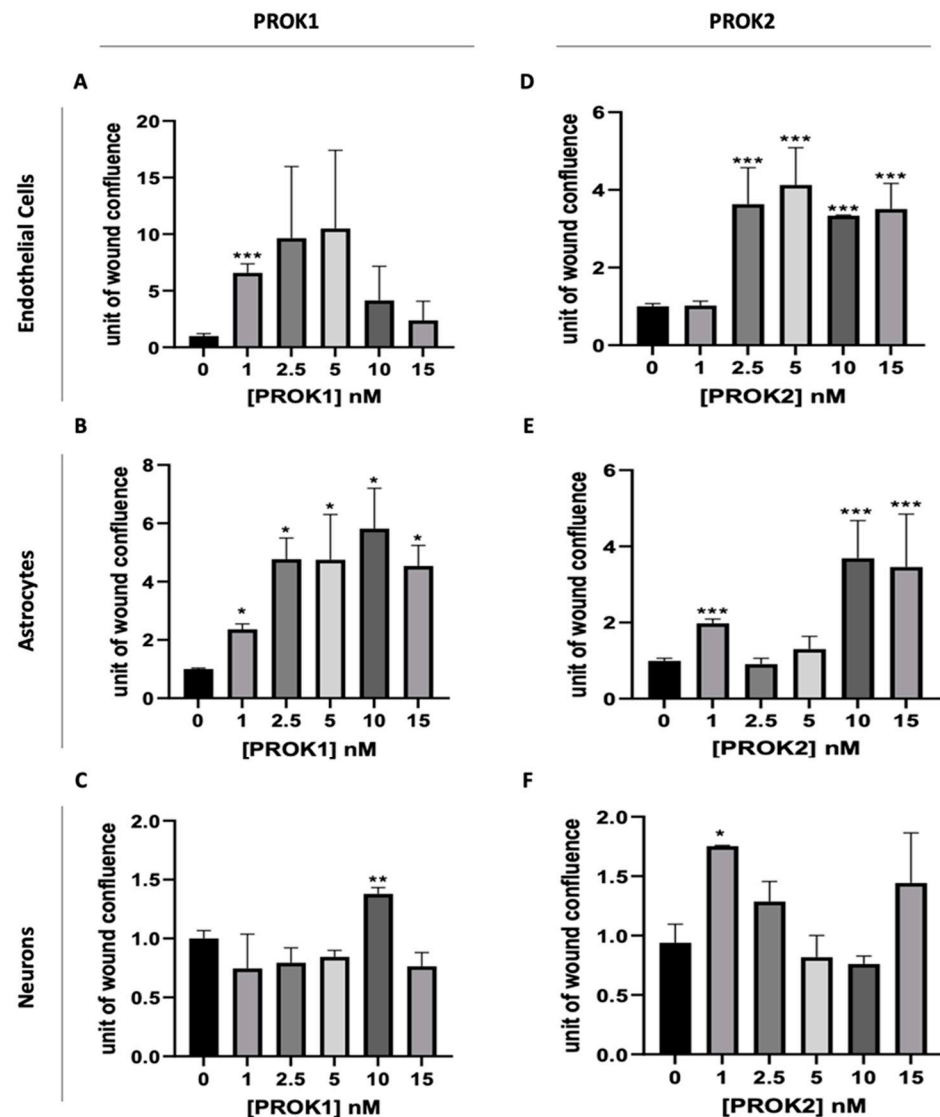 PROK1
PROK2
Endothelial Cells
A
unit of wound confluence
20
15
10
5
0
***
0 1 2.5 5 10 15
[PROK1] nM
D
unit of wound confluence
6
4
2
0
*** *** *** ***
0 1 2.5 5 10 15
[PROK2] nM
Astrocytes
B
unit of wound confluence
8
6
4
2
0
* * * * *
0 1 2.5 5 10 15
[PROK1] nM
E
unit of wound confluence
6
4
2
0
*** *** ***
0 1 2.5 5 10 15
[PROK2] nM
Neurons
C
unit of wound confluence
2.0
1.5
1.0
0.5
0.0
**
0 1 2.5 5 10 15
[PROK1] nM
F
unit of wound confluence
2.0
1.5
1.0
0.5
0.0
*
0 1 2.5 5 10 15
[PROK2] nM